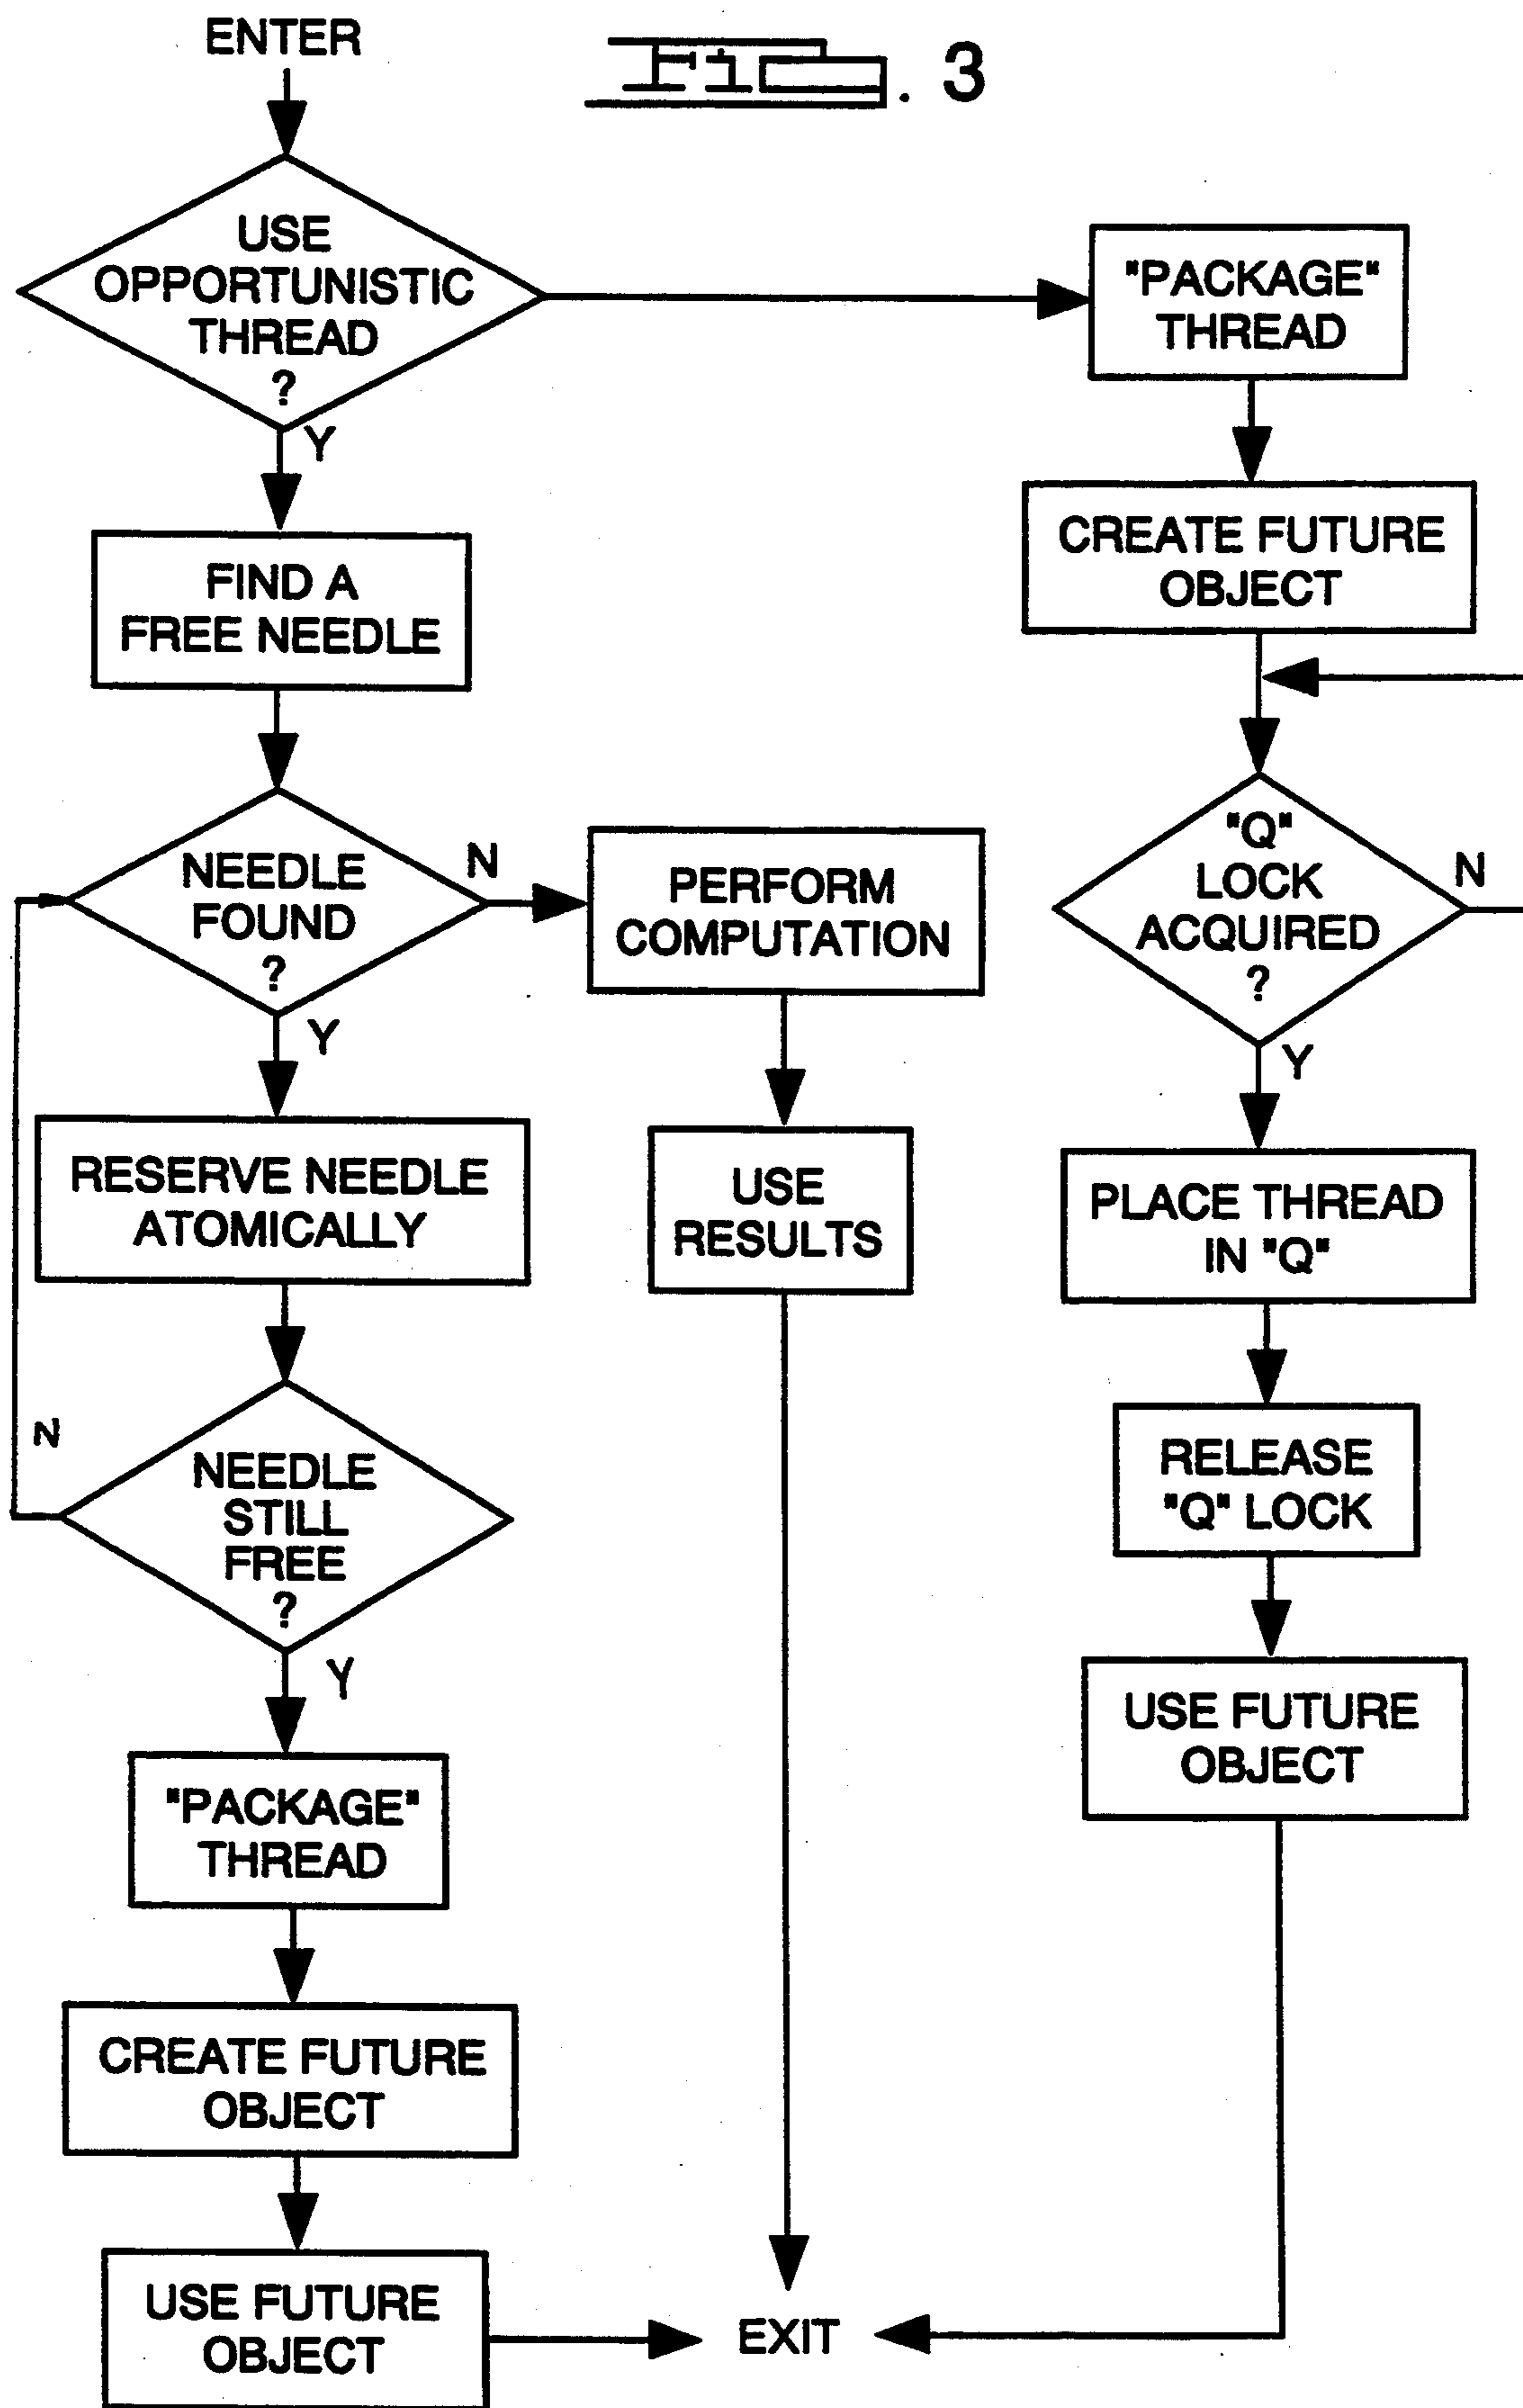 ENTER
Fig. 3
USE
OPPORTUNISTIC
THREAD
?
Y
"PACKAGE"
THREAD
CREATE FUTURE
OBJECT
FIND A
FREE NEEDLE
NEEDLE
FOUND
?
N
Y
PERFORM
COMPUTATION
USE
RESULTS
"Q"
LOCK
ACQUIRED
?
N
Y
RESERVE NEEDLE
ATOMICALLY
PLACE THREAD
IN "Q"
NEEDLE
STILL
FREE
?
N
Y
RELEASE
"Q" LOCK
USE FUTURE
OBJECT
"PACKAGE"
THREAD
CREATE FUTURE
OBJECT
USE FUTURE
OBJECT
EXIT